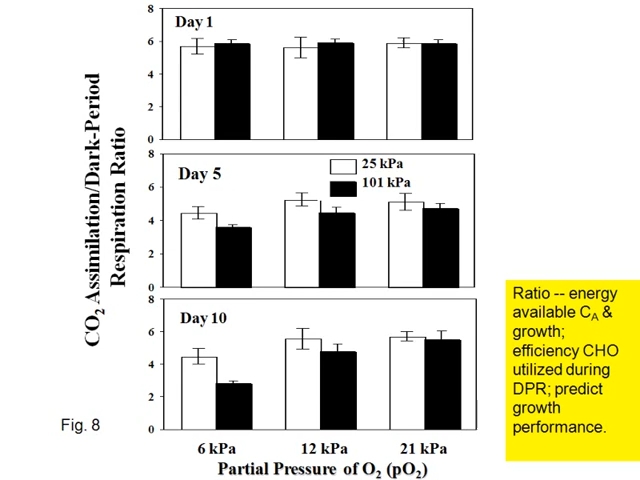 Day 1
8
6
4
2
0
Day 5
25 kPa
101 kPa
8
6
4
2
0
Day 10
8
6
4
2
0
6 kPa 12 kPa 21 kPa
Partial Pressure of O2 (pO2)
CO2 Assimilation/Dark-Period
Respiration Ratio
Fig. 8
Ratio -- energy
available CA &
growth;
efficiency CHO
utilized during
DPR; predict
growth
performance.